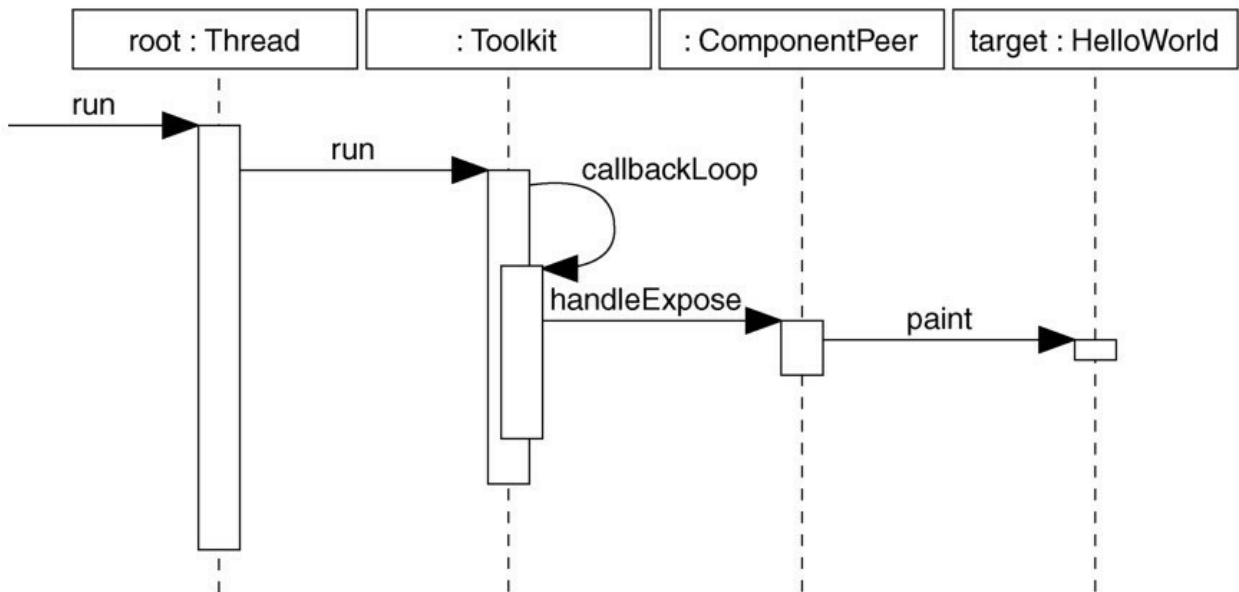 root : Thread
: Toolkit
: ComponentPeer
target : HelloWorld
run
run
callbackLoop
handleExpose
paint